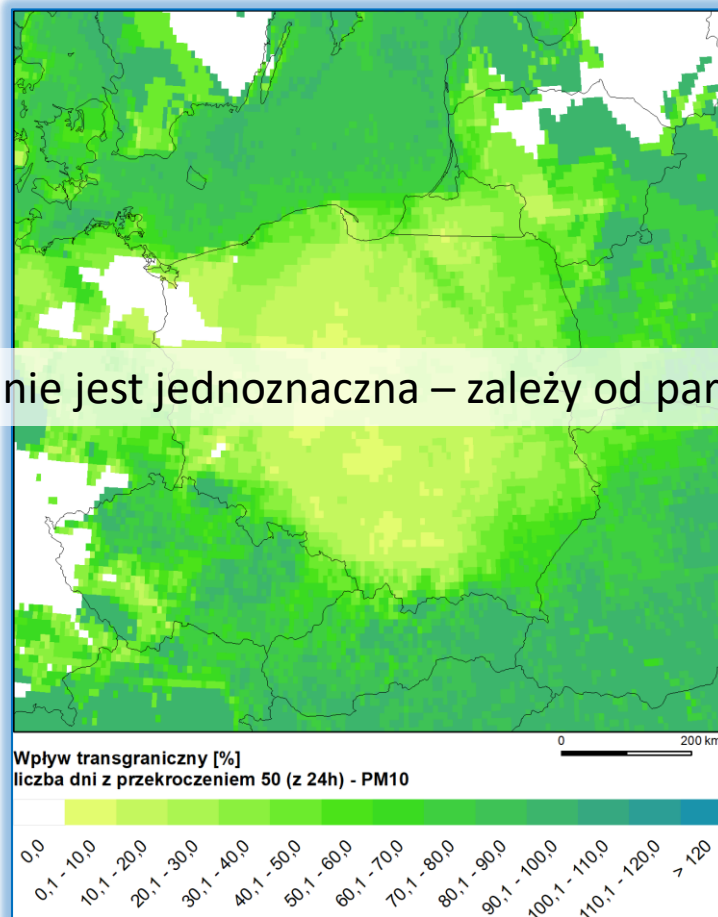 nie jest jednoznaczna – zależy od par
0 200 km
Wpływ transgraniczny [%]
liczba dni z przekroczeniem 50 (z 24h) - PM10
0,0
0,1 - 10,0
10,1 - 20,0
20,1 - 30,0
30,1 - 40,0
40,1 - 50,0
50,1 - 60,0
60,1 - 70,0
70,1 - 80,0
80,1 - 90,0
90,1 - 100,0
100,1 - 110,0
110,1 - 120,0
> 120